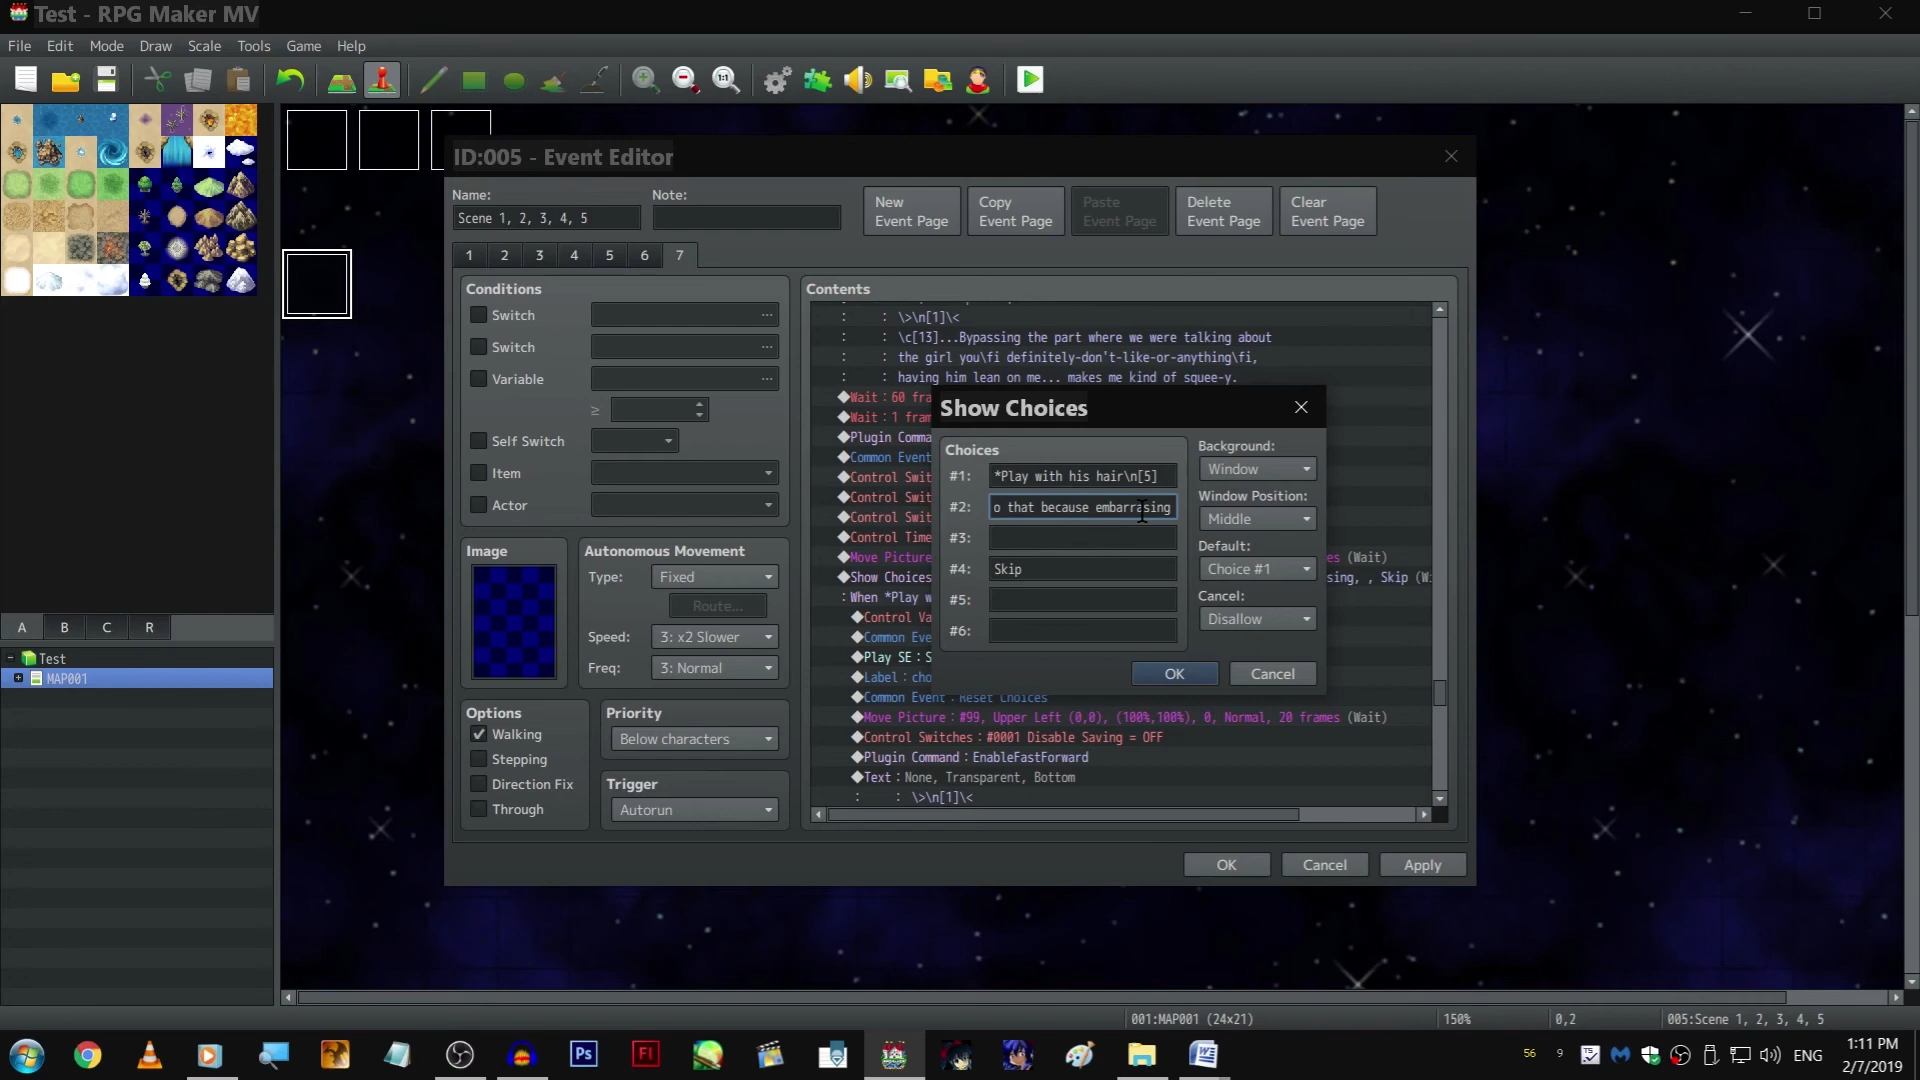 Test - RPG Maker MV
File Edit Mode Draw Scale Tools Game Help
ID:005 - Event Editor
Name: Note:
Scene 1, 2, 3, 4, 5
New Event Page
Copy Event Page
Paste Event Page
Delete Event Page
Clear Event Page
1 2 3 4 5 6 7
Conditions
Switch ...
Switch ...
Variable ...
≥
Self Switch
Item
Actor
Image
Autonomous Movement
Type: Fixed
Route...
Speed: 3: x2 Slower
Freq: 3: Normal
Options
Walking
Stepping
Direction Fix
Through
Priority
Below characters
Trigger
Autorun
Contents
: : \>\n[1]\<
: : \c[13]...Bypassing the part where we were talking about
: : the girl you\fi definitely-don't-like-or-anything\fi,
: : having him lean on me... makes me kind of squee-y.
◆Wait：60 fra
◆Wait：1 fram
◆Plugin Comma
◆Common Event
◆Control Swit
◆Control Swit
◆Control Swit
◆Control Time
◆Move Picture es (Wait)
◆Show Choices sing, , Skip (W
: When *Play w
◆Control Va
◆Common Eve
◆Play SE：S
◆Label：cho
◆Common Event：Reset Choices
◆Move Picture：#99, Upper Left (0,0), (100%,100%), 0, Normal, 20 frames (Wait)
◆Control Switches：#0001 Disable Saving = OFF
◆Plugin Command：EnableFastForward
◆Text：None, Transparent, Bottom
: : \>\n[1]\<
Show Choices
Choices
#1: *Play with his hair\n[5]
#2: o that because embarrasing
#3:
#4: Skip
#5:
#6:
Background:
Window
Window Position:
Middle
Default:
Choice #1
Cancel:
Disallow
OK Cancel
OK Cancel Apply
A B C R
Test
MAP001
001:MAP001 (24x21) 150% 0,2 005:Scene 1, 2, 3, 4, 5
Ps Fl
56 9 ENG
1:11 PM
2/7/2019